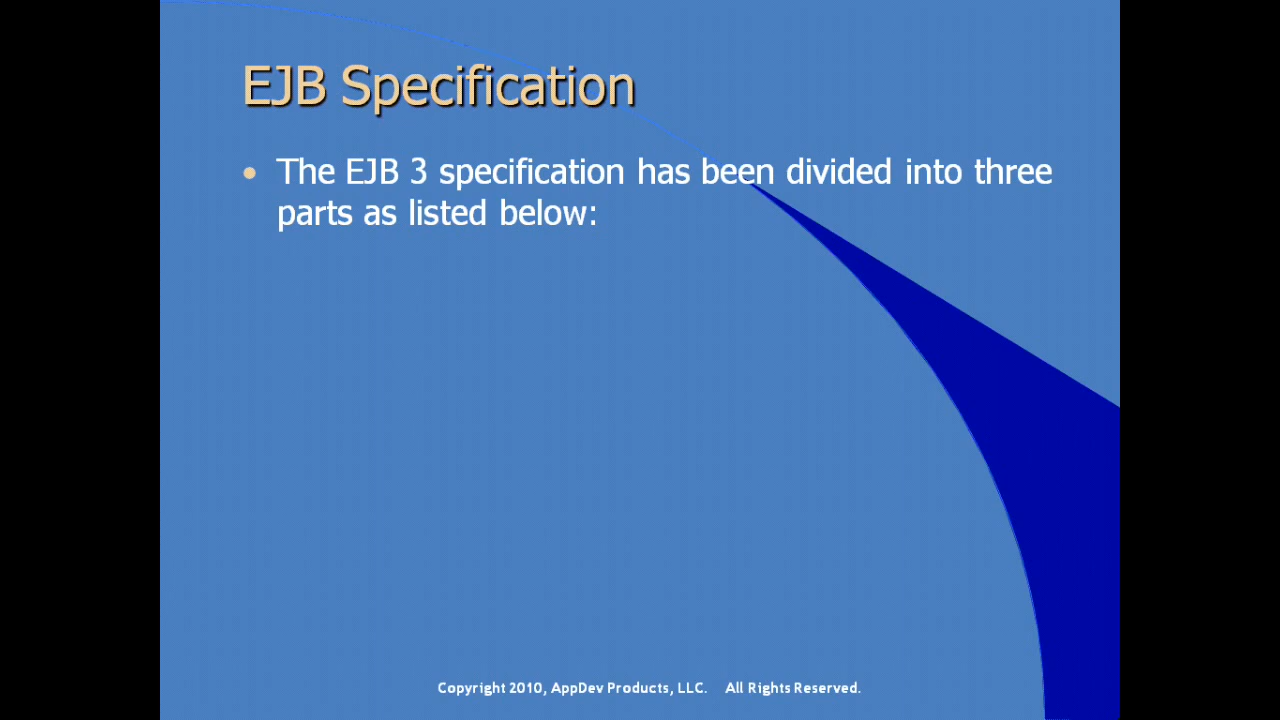 EJB Specification
• The EJB 3 specification has been divided into three
parts as listed below:
Copyright 2010, AppDev Products, LLC. All Rights Reserved.